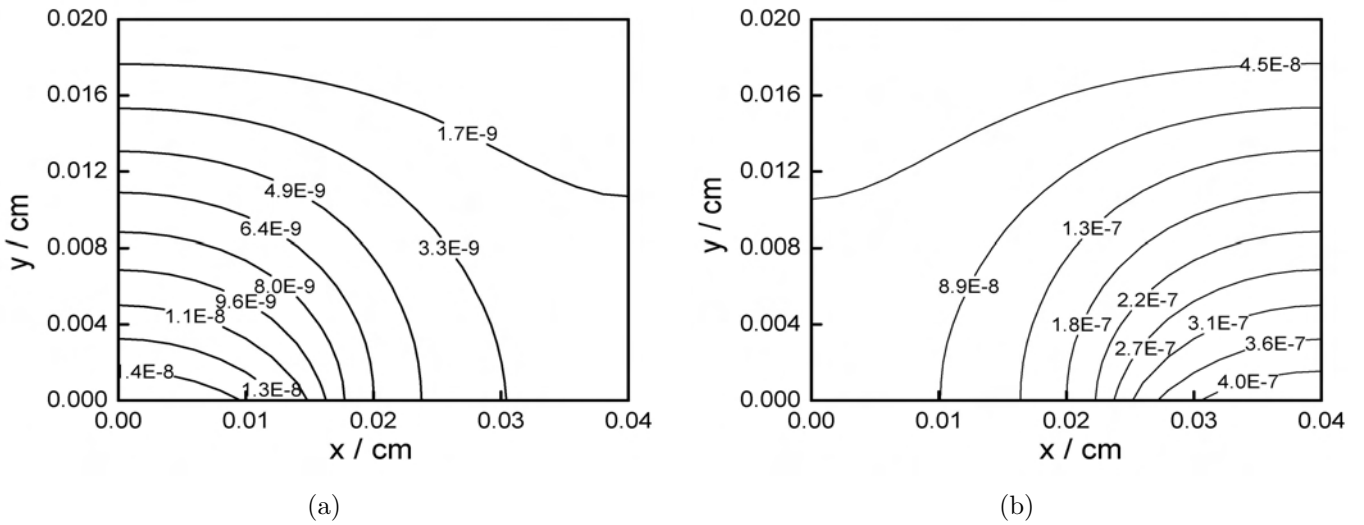 0.020
0.016
0.012
0.008
0.004
0.000
y / cm
0.00
0.01
0.02
0.03
0.04
x / cm
1.7E-9
4.9E-9
6.4E-9
3.3E-9
8.0E-9
9.6E-9
1.1E-8
1.4E-8
1.3E-8
(a)
0.020
0.016
0.012
0.008
0.004
0.000
y / cm
0.00
0.01
0.02
0.03
0.04
x / cm
4.5E-8
1.3E-7
8.9E-8
2.2E-7
1.8E-7
3.1E-7
2.7E-7
3.6E-7
4.0E-7
(b)